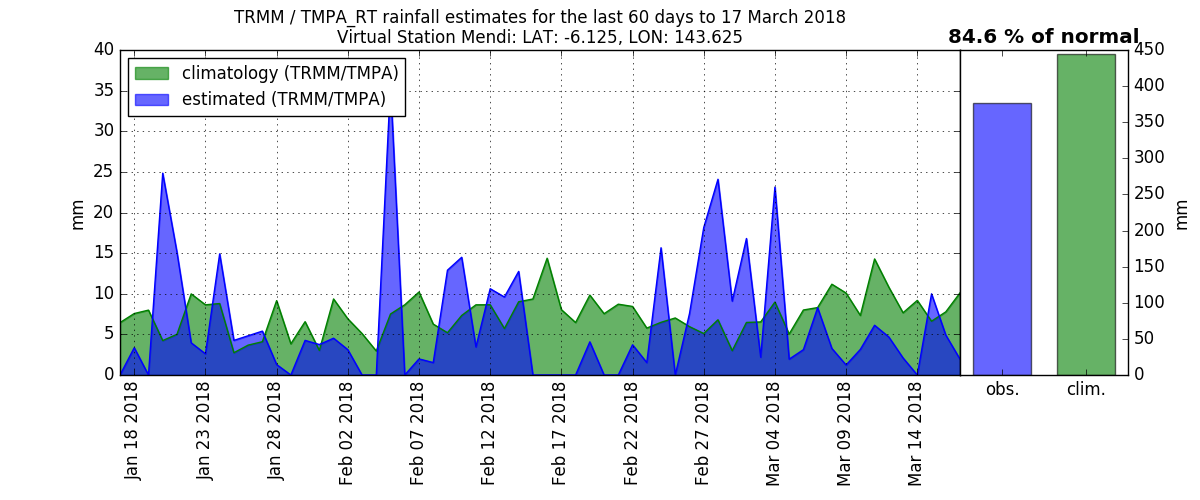 TRMM / TMPA_RT rainfall estimates for the last 60 days to 17 March 2018
Virtual Station Mendi: LAT: -6.125, LON: 143.625
84.6 % of normal
climatology (TRMM/TMPA)
estimated (TRMM/TMPA)
mm
40
35
30
25
20
15
10
5
0
Jan 18 2018
Jan 23 2018
Jan 28 2018
Feb 02 2018
Feb 07 2018
Feb 12 2018
Feb 17 2018
Feb 22 2018
Feb 27 2018
Mar 04 2018
Mar 09 2018
Mar 14 2018
obs.
clim.
450
400
350
300
250
200
150
100
50
0
mm